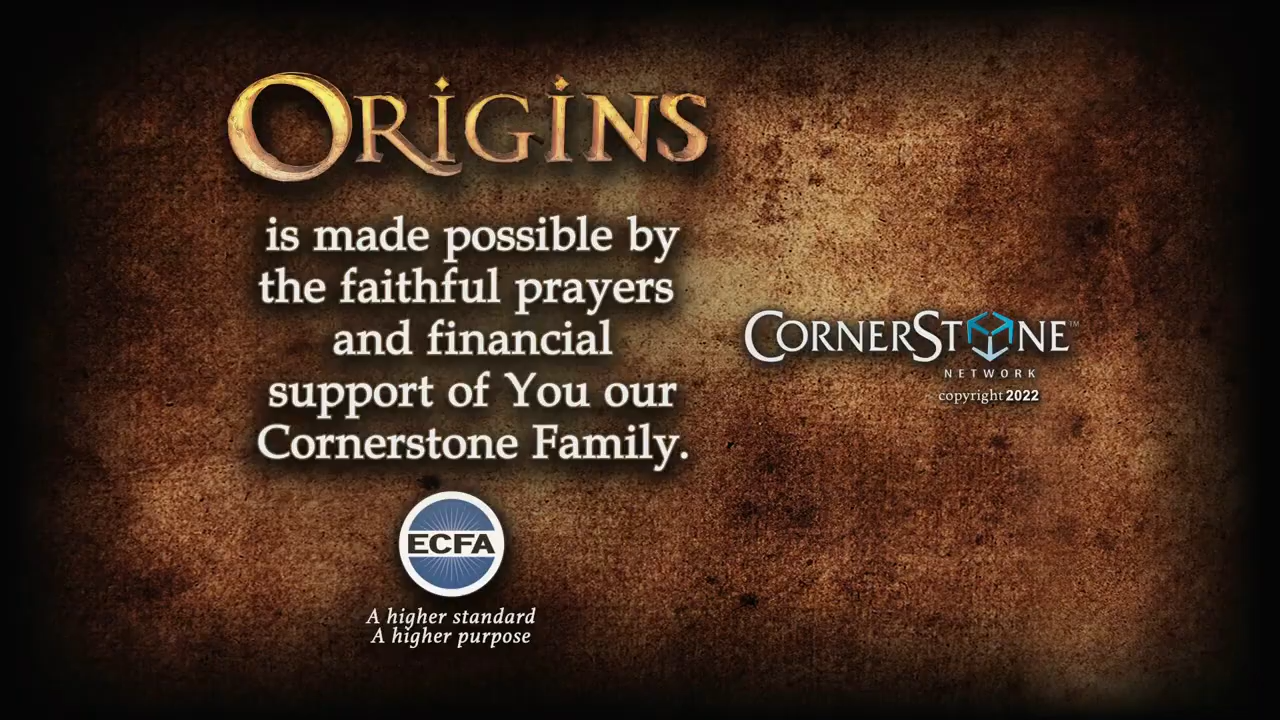 ORIGINS
is made possible by
the faithful prayers
and financial
support of You our
Cornerstone Family.
ECFA
A higher standard
A higher purpose
CORNERSTONE™
NETWORK
copyright 2022